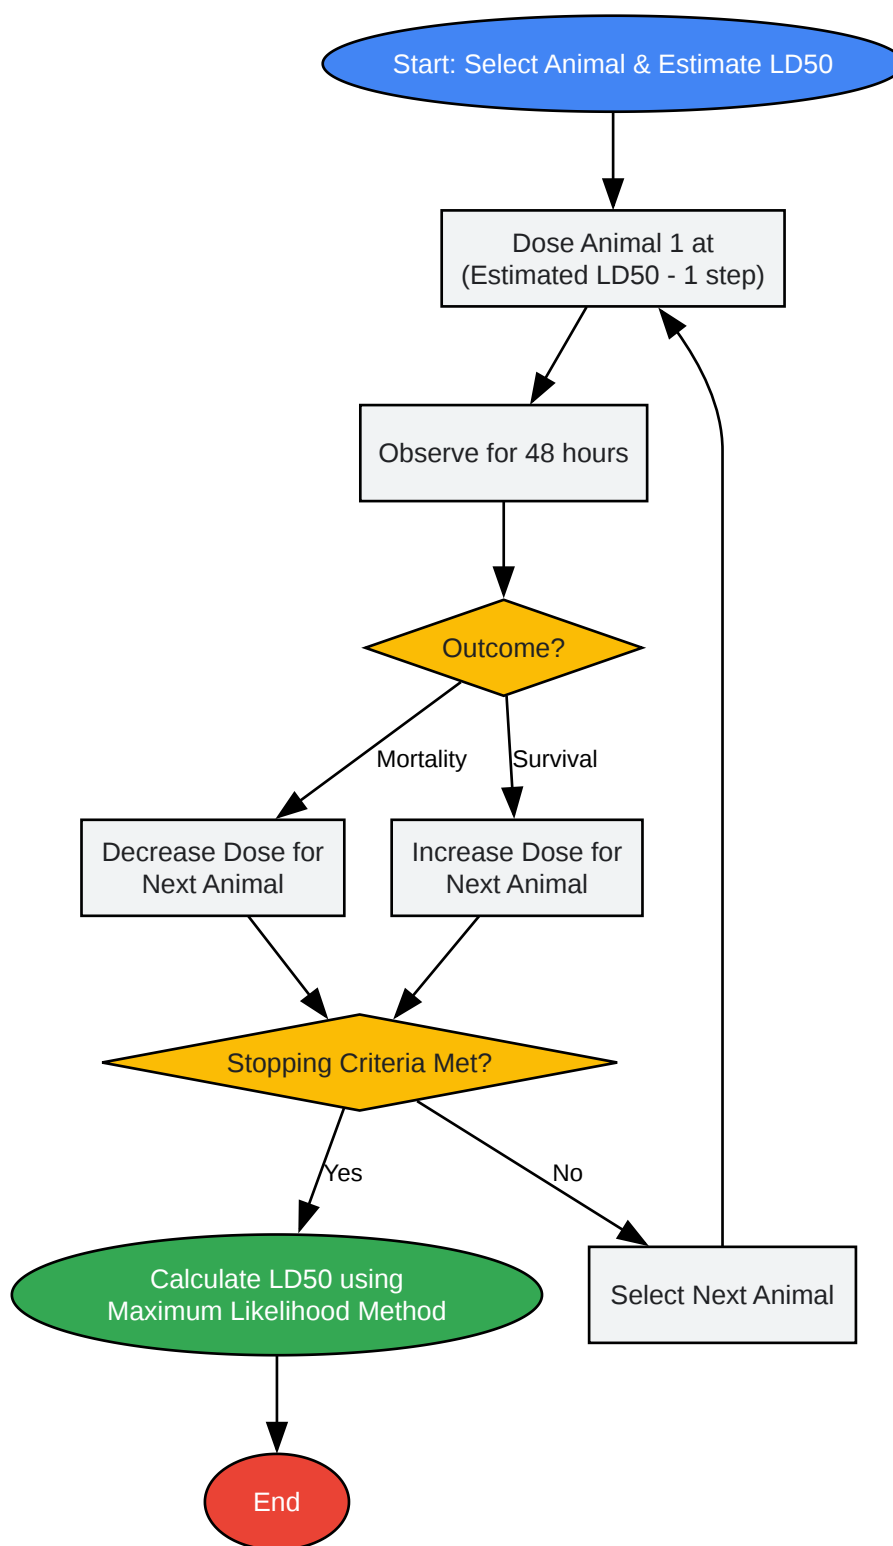 Start: Select Animal & Estimate LD50
Dose Animal 1 at
(Estimated LD50 - 1 step)
Observe for 48 hours
Outcome?
Mortality
Survival
Decrease Dose for
Next Animal
Increase Dose for
Next Animal
Stopping Criteria Met?
Yes
No
Calculate LD50 using
Maximum Likelihood Method
Select Next Animal
End